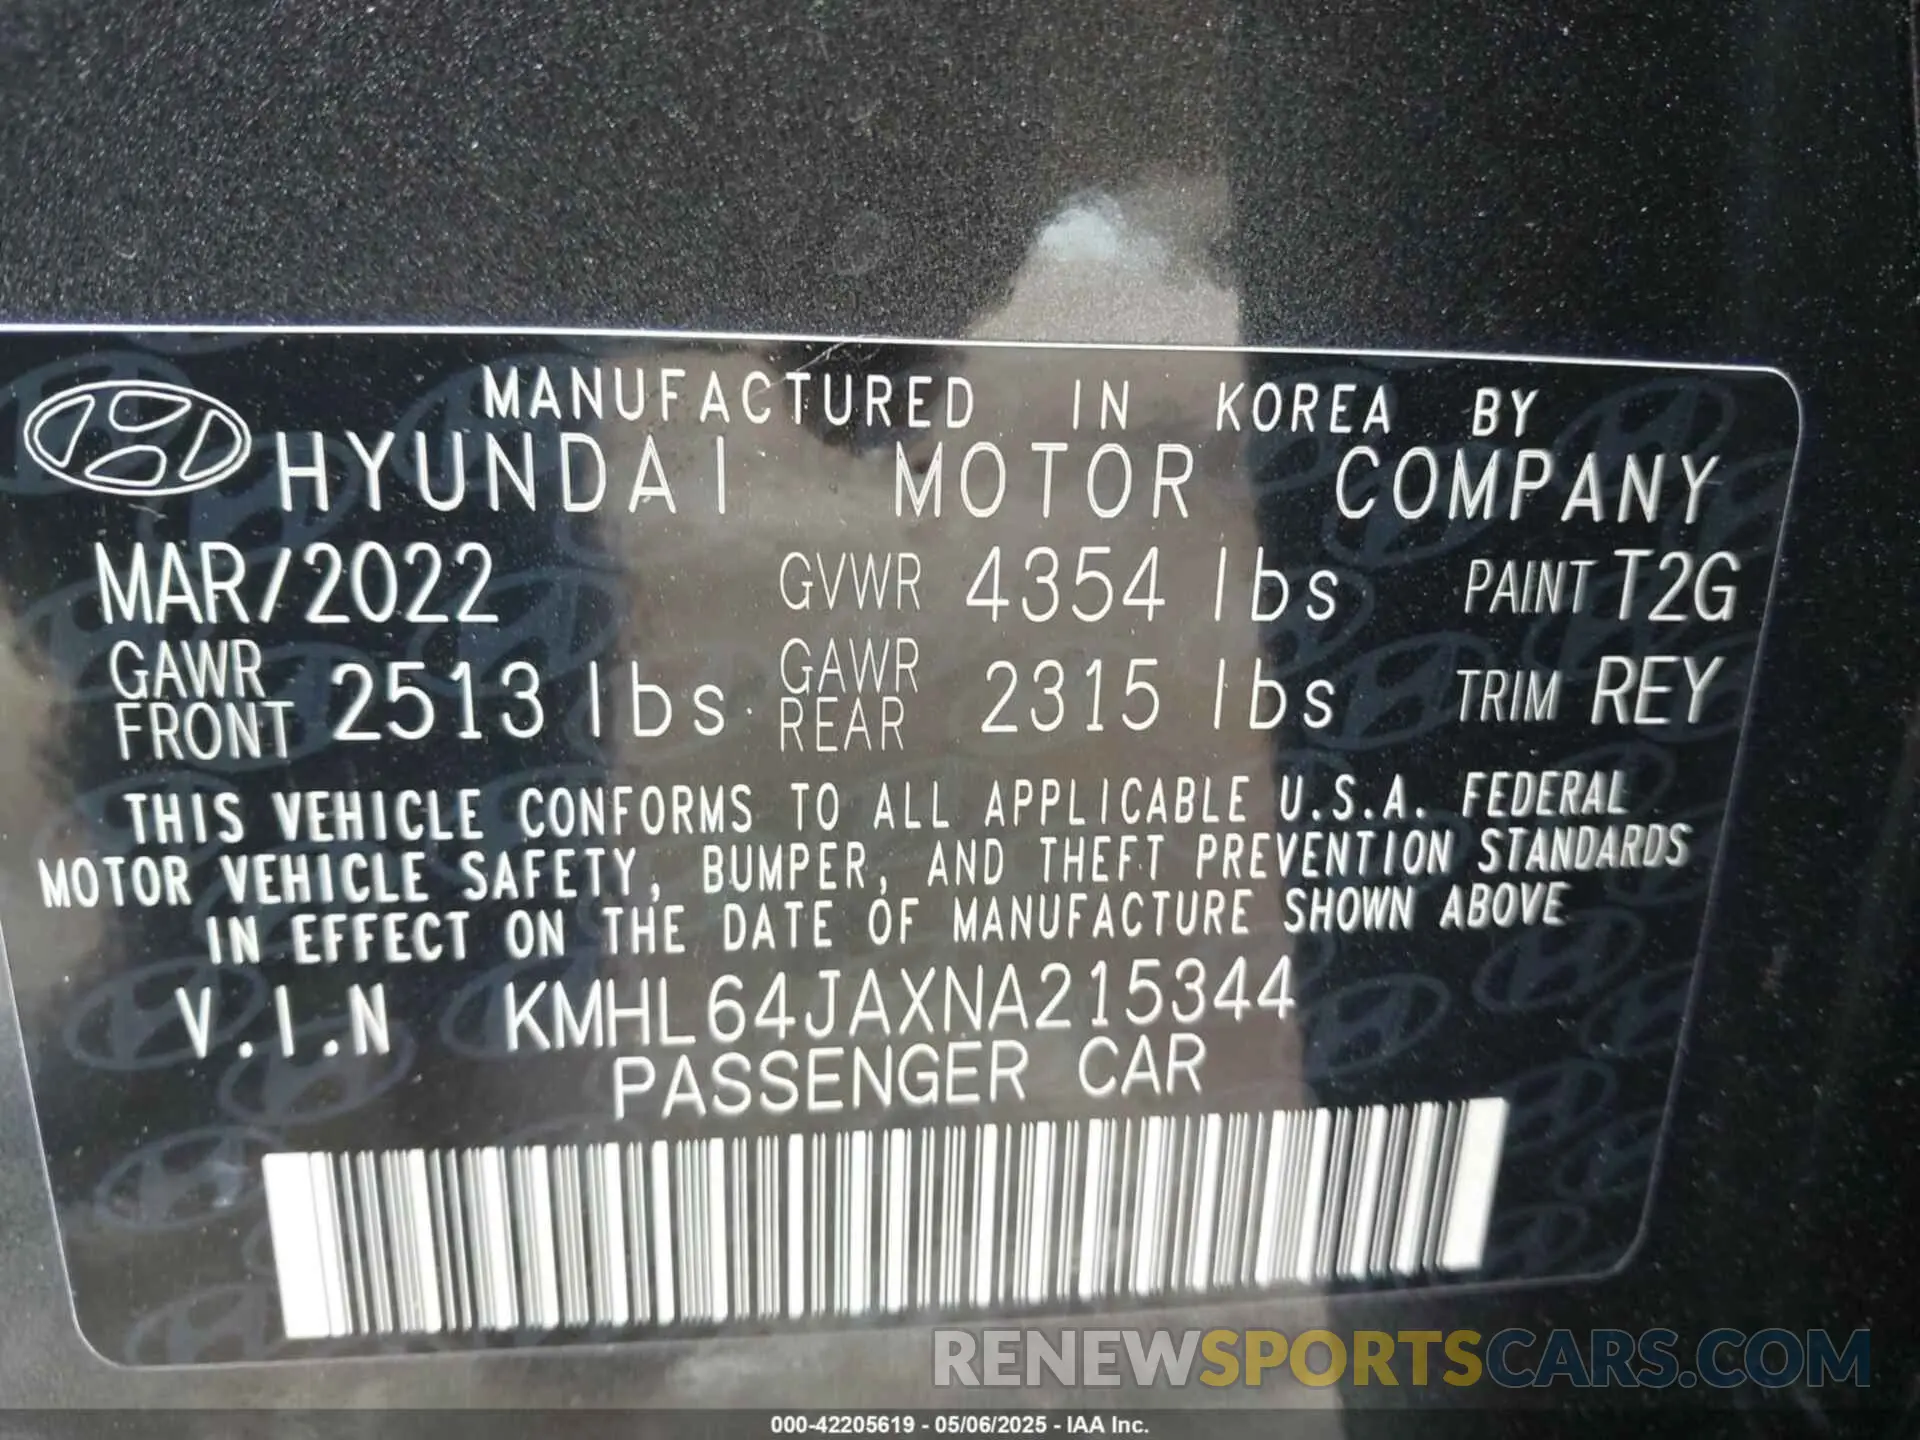 MANUFACTURED IN KOREA BY
HYUNDAI MOTOR COMPANY
MAR/2022 GVWR 4354 lbs PAINT T2G
GAWR FRONT 2513 lbs GAWR REAR 2315 lbs TRIM REY
THIS VEHICLE CONFORMS TO ALL APPLICABLE U.S.A. FEDERAL
MOTOR VEHICLE SAFETY, BUMPER, AND THEFT PREVENTION STANDARDS
IN EFFECT ON THE DATE OF MANUFACTURE SHOWN ABOVE
V.I.N KMHL64JAXNA215344
PASSENGER CAR
RENEWSPORTSCARS.COM
000-42205619 - 05/06/2025 - IAA Inc.